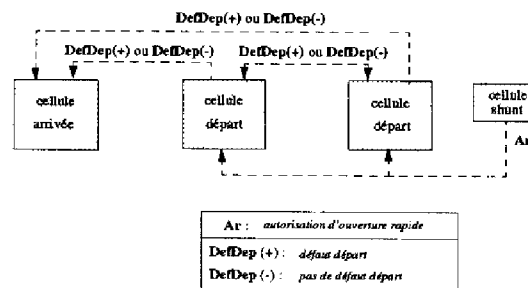 DefDep(+) ou DefDep(-)
DefDep(+) ou DefDep(-)
DefDep(+) ou DefDep(-)
cellule
arrivée
cellule
départ
cellule
départ
cellule
shunt
Ar
Ar : autorisation d'ouverture rapide
DefDep (+) : défaut départ
DefDep (-) : pas de défaut départ